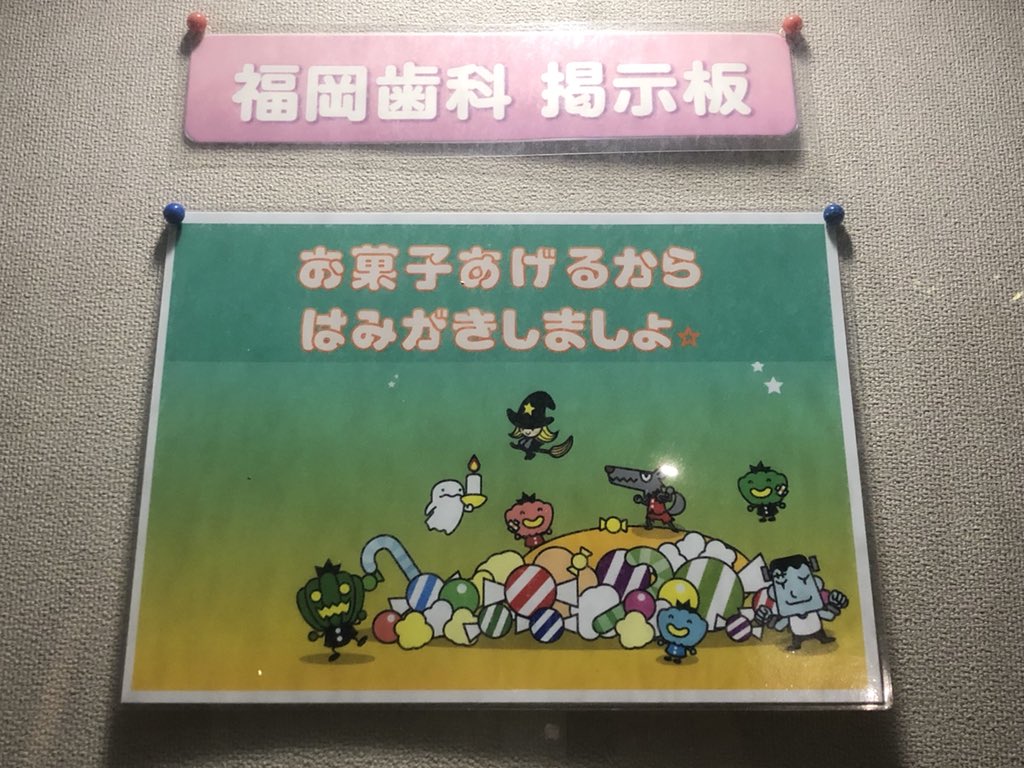 福岡歯科 掲示板
お菓子あげるから
はみがきしましょ☆